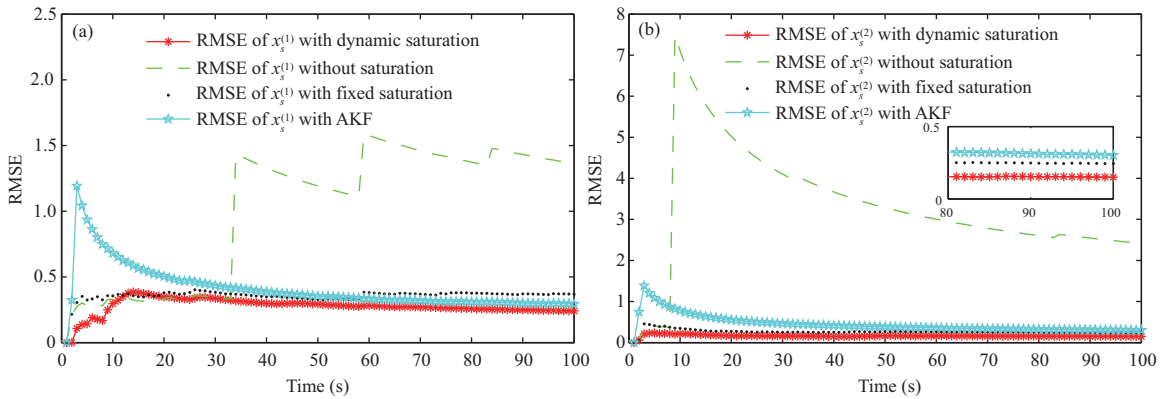 (a)
RMSE of x_s^(1) with dynamic saturation
RMSE of x_s^(1) without saturation
RMSE of x_s^(1) with fixed saturation
RMSE of x_s^(1) with AKF
RMSE
2.5
2.0
1.5
1.0
0.5
0
0 10 20 30 40 50 60 70 80 90 100
Time (s)
(b)
RMSE of x_s^(2) with dynamic saturation
RMSE of x_s^(2) without saturation
RMSE of x_s^(2) with fixed saturation
RMSE of x_s^(2) with AKF
RMSE
8
7
6
5
4
3
2
1
0
0 10 20 30 40 50 60 70 80 90 100
Time (s)
0.5
0
80 90 100